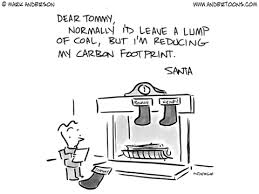 © MARK ANDERSON
WWW.ANDERTOONS.COM
DEAR TOMMY,
NORMALLY I'D LEAVE A LUMP
OF COAL, BUT I'M REDUCING
MY CARBON FOOTPRINT.
SANTA